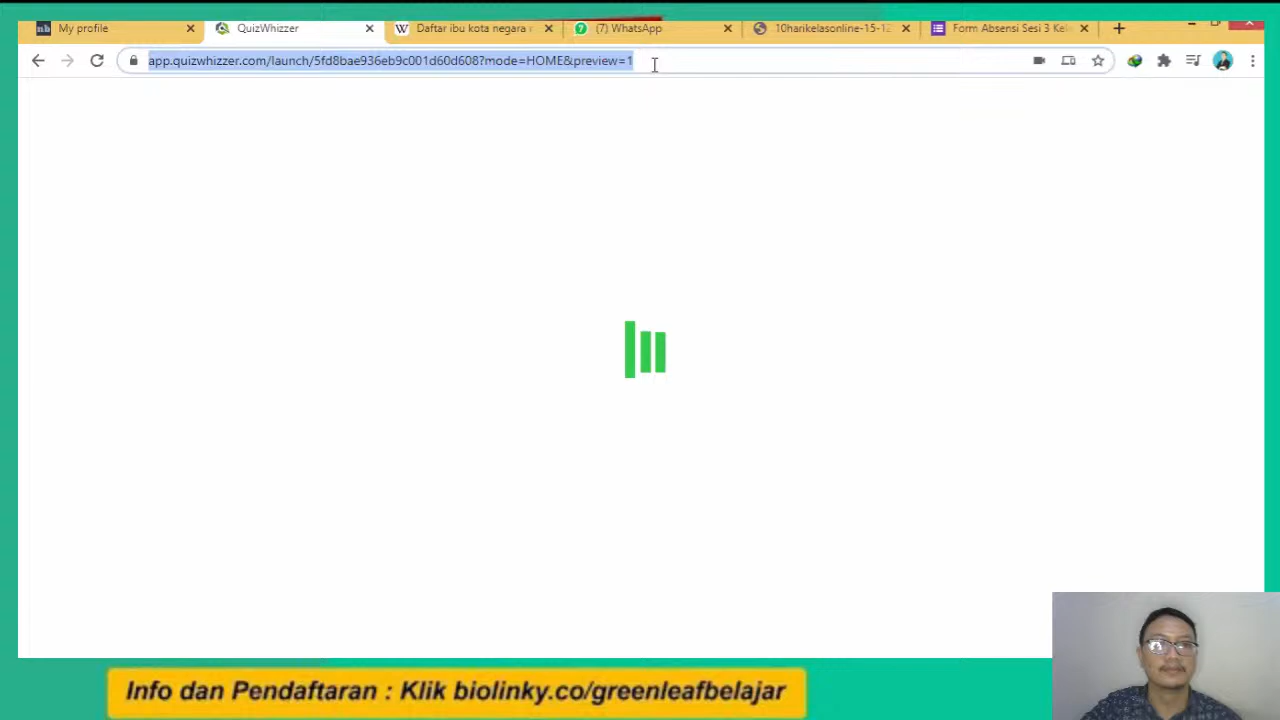 My profile
QuizWhizzer
Daftar ibu kota negara
(7) WhatsApp
10harikelasonline-15-12
Form Absensi Sesi 3 Kel
app.quizwhizzer.com/launch/5fd8bae936eb9c001d60d608?mode=HOME&preview=1
Info dan Pendaftaran : Klik biolinky.co/greenleafbelajar